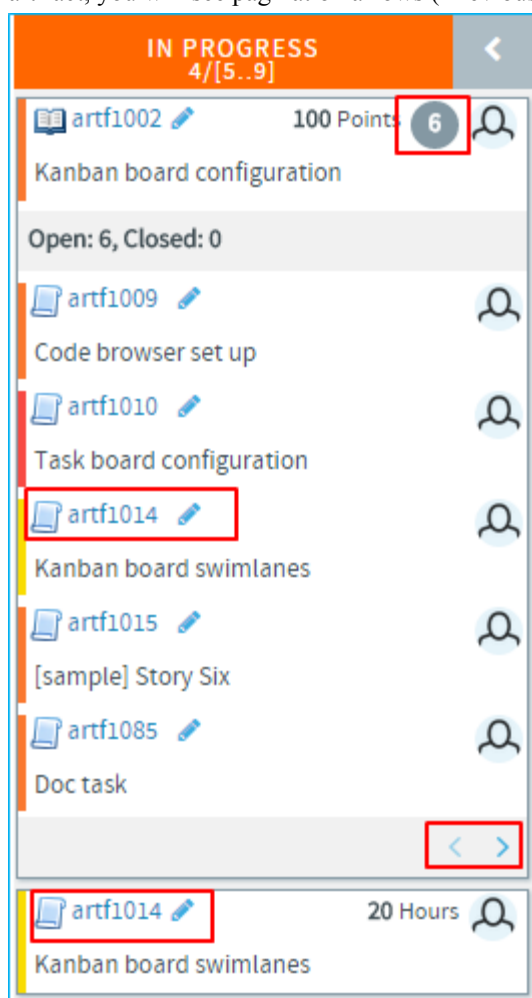 IN PROGRESS
4/[5..9]
artf1002 100 Points 6
Kanban board configuration
Open: 6, Closed: 0
artf1009
Code browser set up
artf1010
Task board configuration
artf1014
Kanban board swimlanes
artf1015
[sample] Story Six
artf1085
Doc task
artf1014 20 Hours
Kanban board swimlanes